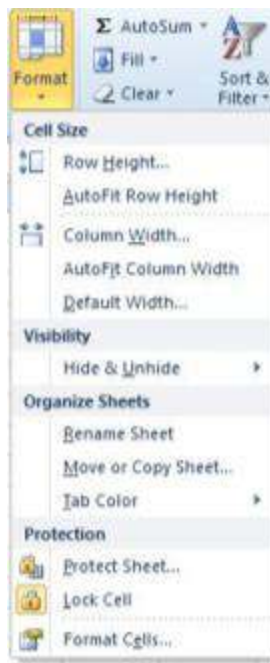 Σ AutoSum
Fill
Clear
Format
A
Z
Sort &
Filter
Cell Size
Row Height...
AutoFit Row Height
Column Width...
AutoFit Column Width
Default Width...
Visibility
Hide & Unhide
Organize Sheets
Rename Sheet
Move or Copy Sheet...
Tab Color
Protection
Protect Sheet...
Lock Cell
Format Cells...